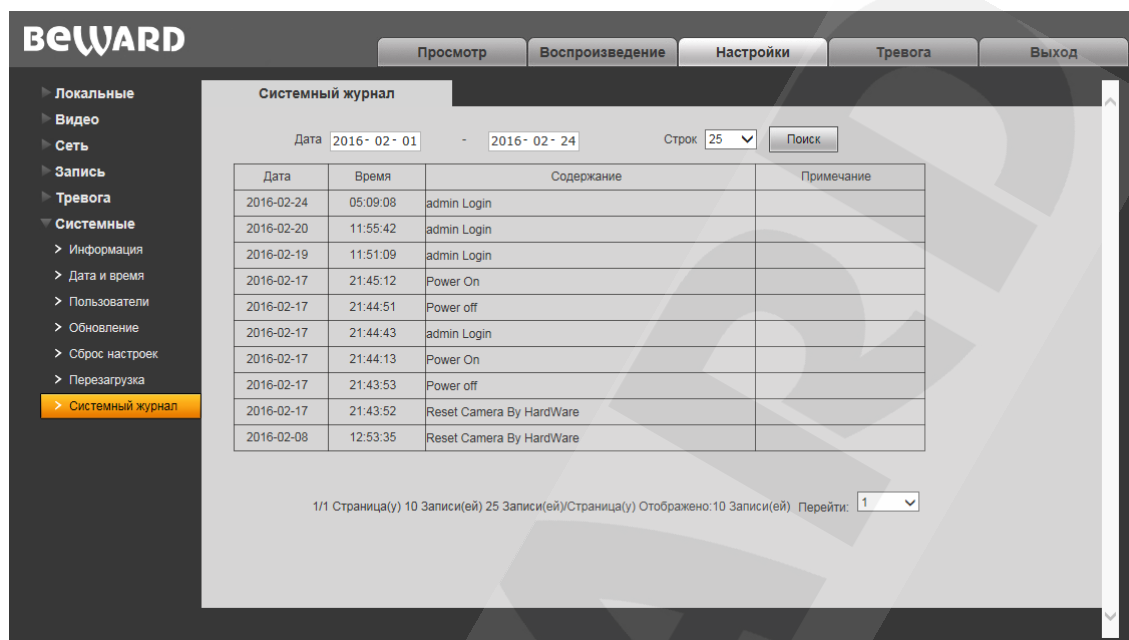 BEWARD
Просмотр Воспроизведение Настройки Тревога Выход
Локальные
Видео
Сеть
Запись
Тревога
Системные
Информация
Дата и время
Пользователи
Обновление
Сброс настроек
Перезагрузка
Системный журнал
Системный журнал
Дата 2016- 02- 01 - 2016- 02- 24 Строк 25 Поиск
Дата Время Содержание Примечание
2016-02-24 05:09:08 admin Login
2016-02-20 11:55:42 admin Login
2016-02-19 11:51:09 admin Login
2016-02-17 21:45:12 Power On
2016-02-17 21:44:51 Power off
2016-02-17 21:44:43 admin Login
2016-02-17 21:44:13 Power On
2016-02-17 21:43:53 Power off
2016-02-17 21:43:52 Reset Camera By HardWare
2016-02-08 12:53:35 Reset Camera By HardWare
1/1 Страница(у) 10 Записи(ей) 25 Записи(ей)/Страница(у) Отображено:10 Записи(ей) Перейти: 1